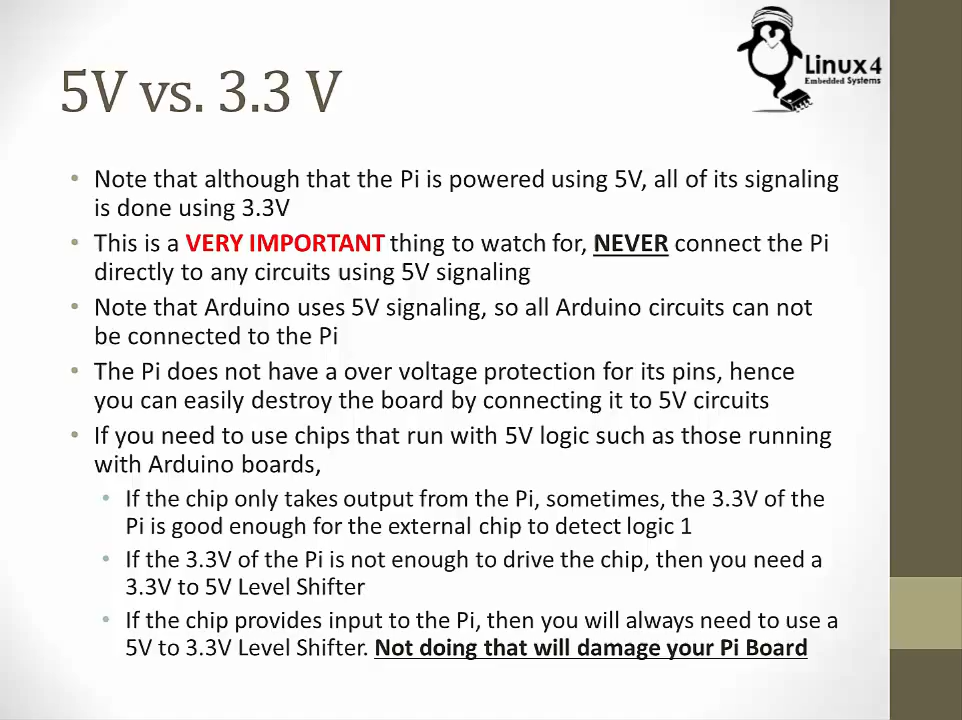 Linux4
Embedded Systems
5V vs. 3.3 V
• Note that although that the Pi is powered using 5V, all of its signaling
is done using 3.3V
• This is a VERY IMPORTANT thing to watch for, NEVER connect the Pi
directly to any circuits using 5V signaling
• Note that Arduino uses 5V signaling, so all Arduino circuits can not
be connected to the Pi
• The Pi does not have a over voltage protection for its pins, hence
you can easily destroy the board by connecting it to 5V circuits
• If you need to use chips that run with 5V logic such as those running
with Arduino boards,
• If the chip only takes output from the Pi, sometimes, the 3.3V of the
Pi is good enough for the external chip to detect logic 1
• If the 3.3V of the Pi is not enough to drive the chip, then you need a
3.3V to 5V Level Shifter
• If the chip provides input to the Pi, then you will always need to use a
5V to 3.3V Level Shifter. Not doing that will damage your Pi Board